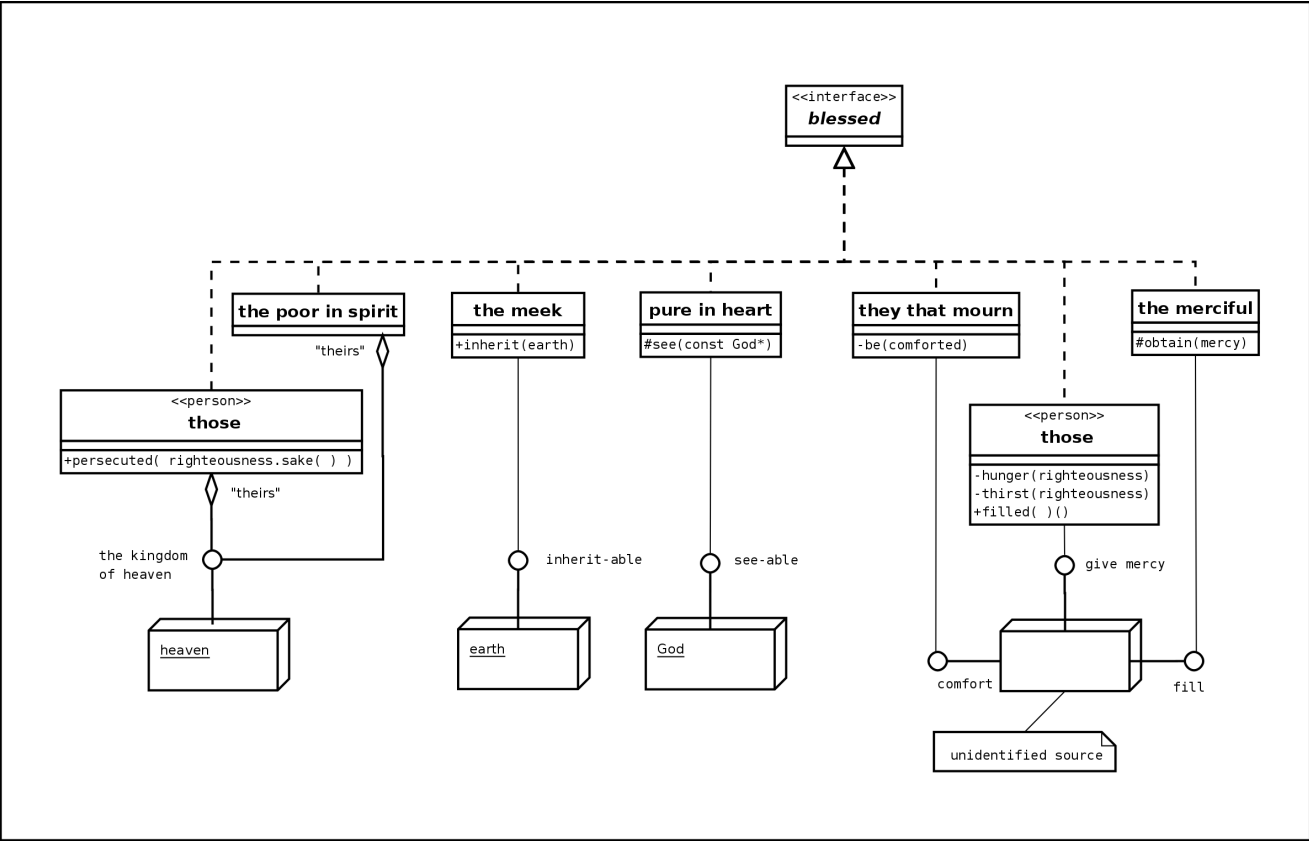 <<interface>>
blessed
the poor in spirit
"theirs"
the meek
+inherit(earth)
pure in heart
#see(const God*)
they that mourn
-be(comforted)
the merciful
#obtain(mercy)
<<person>>
those
+persecuted( righteousness.sake( ) )
"theirs"
<<person>>
those
-hunger(righteousness)
-thirst(righteousness)
+filled( )()
the kingdom
of heaven
inherit-able
see-able
give mercy
heaven
earth
God
comfort
fill
unidentified source